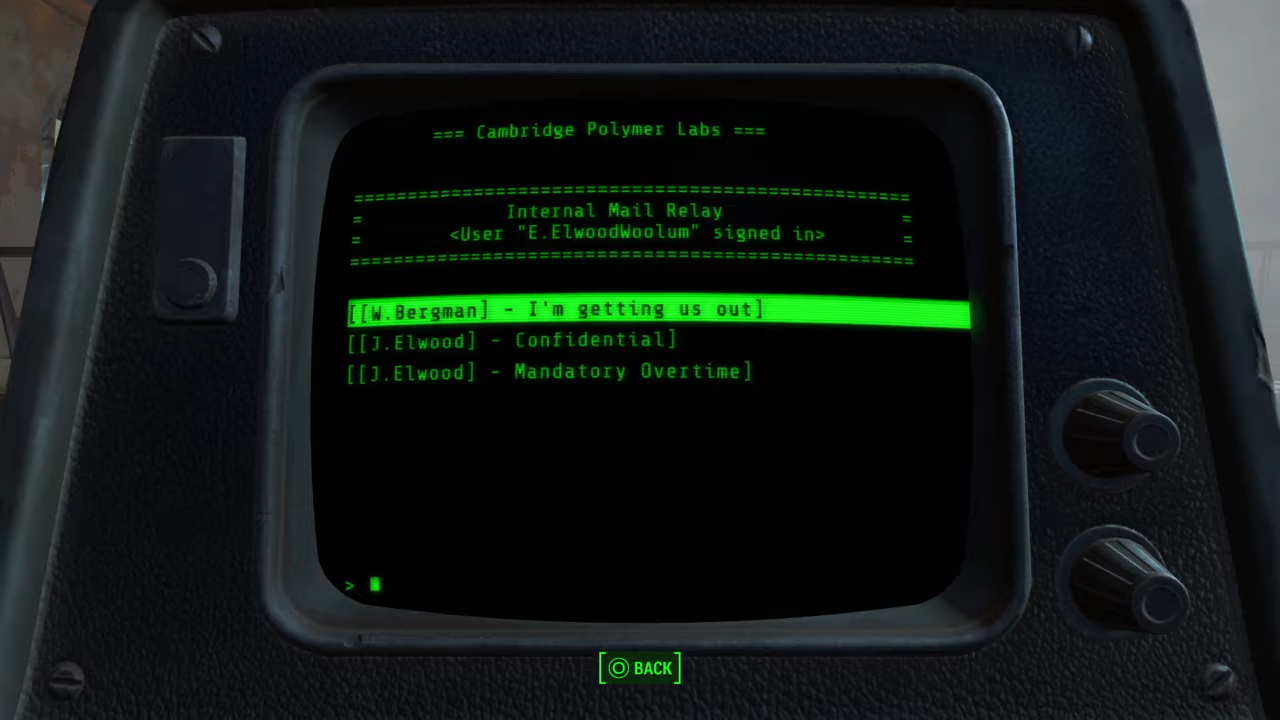 === Cambridge Polymer Labs ===
====================================================
= Internal Mail Relay =
= <User "E.ElwoodWoolum" signed in> =
====================================================
[[W.Bergman] - I'm getting us out]
[[J.Elwood] - Confidential]
[[J.Elwood] - Mandatory Overtime]
>
BACK